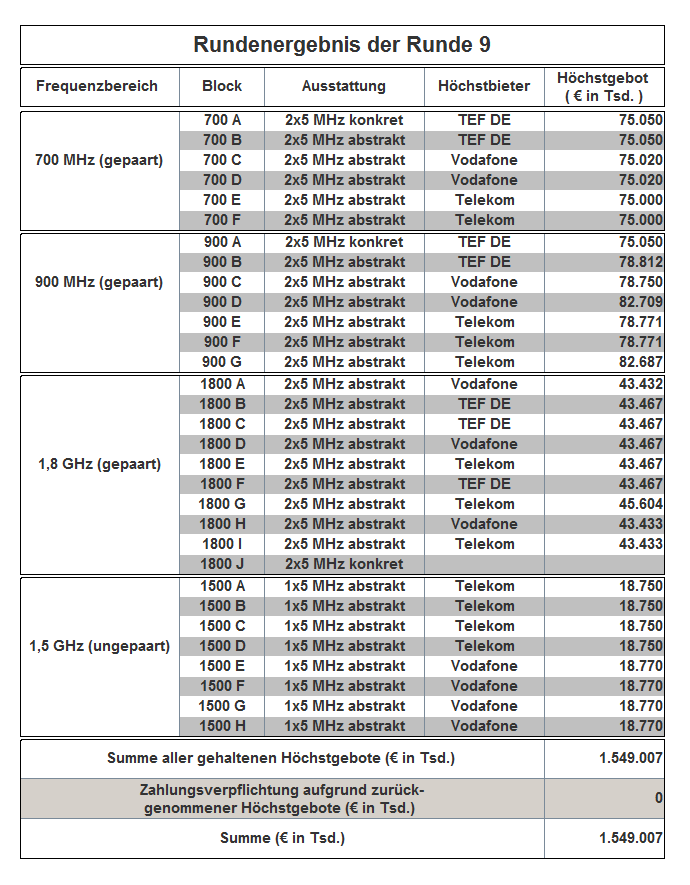 Rundenergebnis der Runde 9
Frequenzbereich Block Ausstattung Höchstbieter Höchstgebot
( € in Tsd. )
700 MHz (gepaart)
700 A 2x5 MHz konkret TEF DE 75.050
700 B 2x5 MHz abstrakt TEF DE 75.050
700 C 2x5 MHz abstrakt Vodafone 75.020
700 D 2x5 MHz abstrakt Vodafone 75.020
700 E 2x5 MHz abstrakt Telekom 75.000
700 F 2x5 MHz abstrakt Telekom 75.000
900 MHz (gepaart)
900 A 2x5 MHz konkret TEF DE 75.050
900 B 2x5 MHz abstrakt TEF DE 78.812
900 C 2x5 MHz abstrakt Vodafone 78.750
900 D 2x5 MHz abstrakt Vodafone 82.709
900 E 2x5 MHz abstrakt Telekom 78.771
900 F 2x5 MHz abstrakt Telekom 78.771
900 G 2x5 MHz abstrakt Telekom 82.687
1,8 GHz (gepaart)
1800 A 2x5 MHz abstrakt Vodafone 43.432
1800 B 2x5 MHz abstrakt TEF DE 43.467
1800 C 2x5 MHz abstrakt TEF DE 43.467
1800 D 2x5 MHz abstrakt Vodafone 43.467
1800 E 2x5 MHz abstrakt Telekom 43.467
1800 F 2x5 MHz abstrakt TEF DE 43.467
1800 G 2x5 MHz abstrakt Telekom 45.604
1800 H 2x5 MHz abstrakt Vodafone 43.433
1800 I 2x5 MHz abstrakt Telekom 43.433
1800 J 2x5 MHz konkret
1,5 GHz (ungepaart)
1500 A 1x5 MHz abstrakt Telekom 18.750
1500 B 1x5 MHz abstrakt Telekom 18.750
1500 C 1x5 MHz abstrakt Telekom 18.750
1500 D 1x5 MHz abstrakt Telekom 18.750
1500 E 1x5 MHz abstrakt Vodafone 18.770
1500 F 1x5 MHz abstrakt Vodafone 18.770
1500 G 1x5 MHz abstrakt Vodafone 18.770
1500 H 1x5 MHz abstrakt Vodafone 18.770
Summe aller gehaltenen Höchstgebote (€ in Tsd.) 1.549.007
Zahlungsverpflichtung aufgrund zurück-
genommener Höchstgebote (€ in Tsd.) 0
Summe (€ in Tsd.) 1.549.007